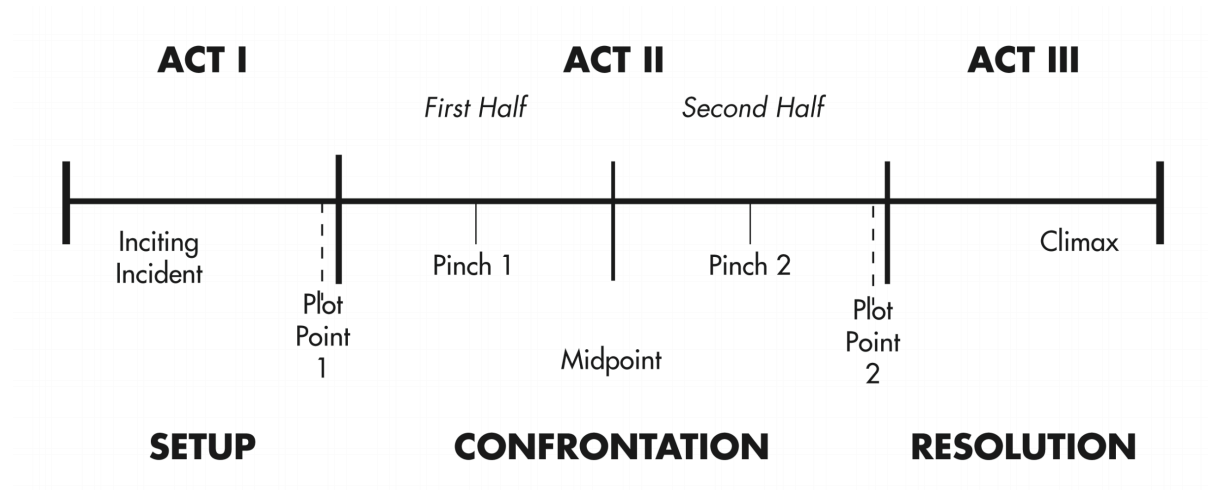 ACT I
ACT II
ACT III
First Half
Second Half
Inciting
Incident
Plot
Point
1
Pinch 1
Midpoint
Pinch 2
Plot
Point
2
Climax
SETUP
CONFRONTATION
RESOLUTION